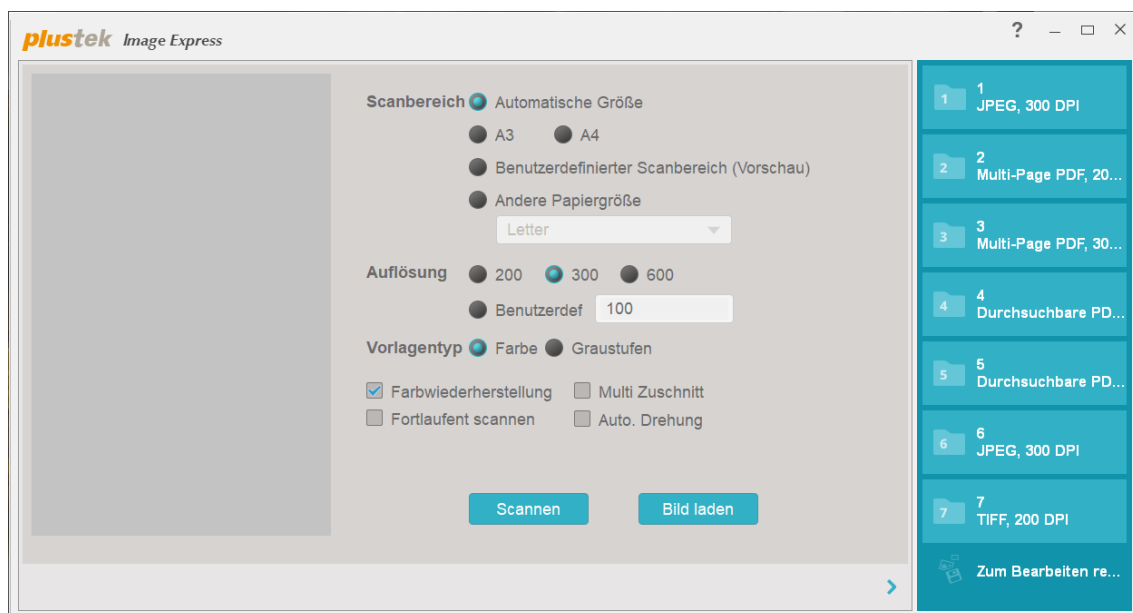 plustek Image Express
?
Scanbereich Automatische Größe
A3 A4
Benutzerdefinierter Scanbereich (Vorschau)
Andere Papiergröße
Letter
Auflösung 200 300 600
Benutzerdef 100
Vorlagentyp Farbe Graustufen
Farbwiederherstellung Multi Zuschnitt
Fortlaufent scannen Auto. Drehung
Scannen Bild laden
1
1
JPEG, 300 DPI
2
2
Multi-Page PDF, 20...
3
3
Multi-Page PDF, 30...
4
4
Durchsuchbare PD...
5
5
Durchsuchbare PD...
6
6
JPEG, 300 DPI
7
7
TIFF, 200 DPI
Zum Bearbeiten re...